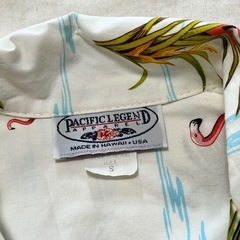 PACIFIC LEGEND
APPAREL
MADE IN HAWAII • USA
S